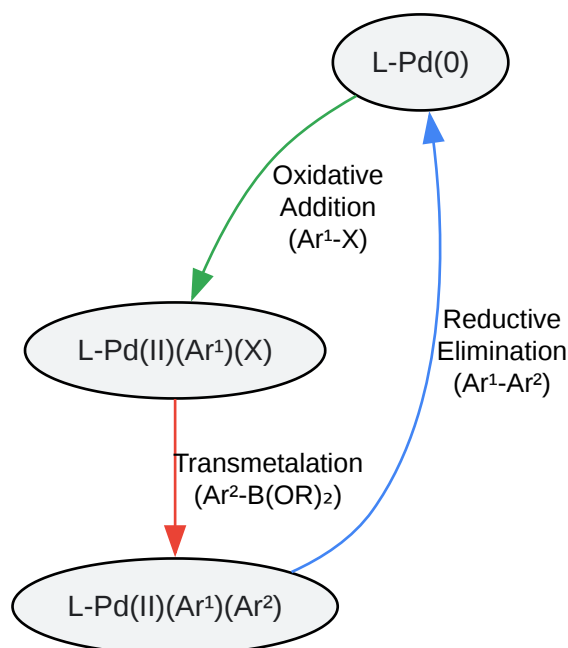 L-Pd(0)
Oxidative
Addition
(Ar¹-X)
L-Pd(II)(Ar¹)(X)
Reductive
Elimination
(Ar¹-Ar²)
Transmetalation
(Ar²-B(OR)₂)
L-Pd(II)(Ar¹)(Ar²)